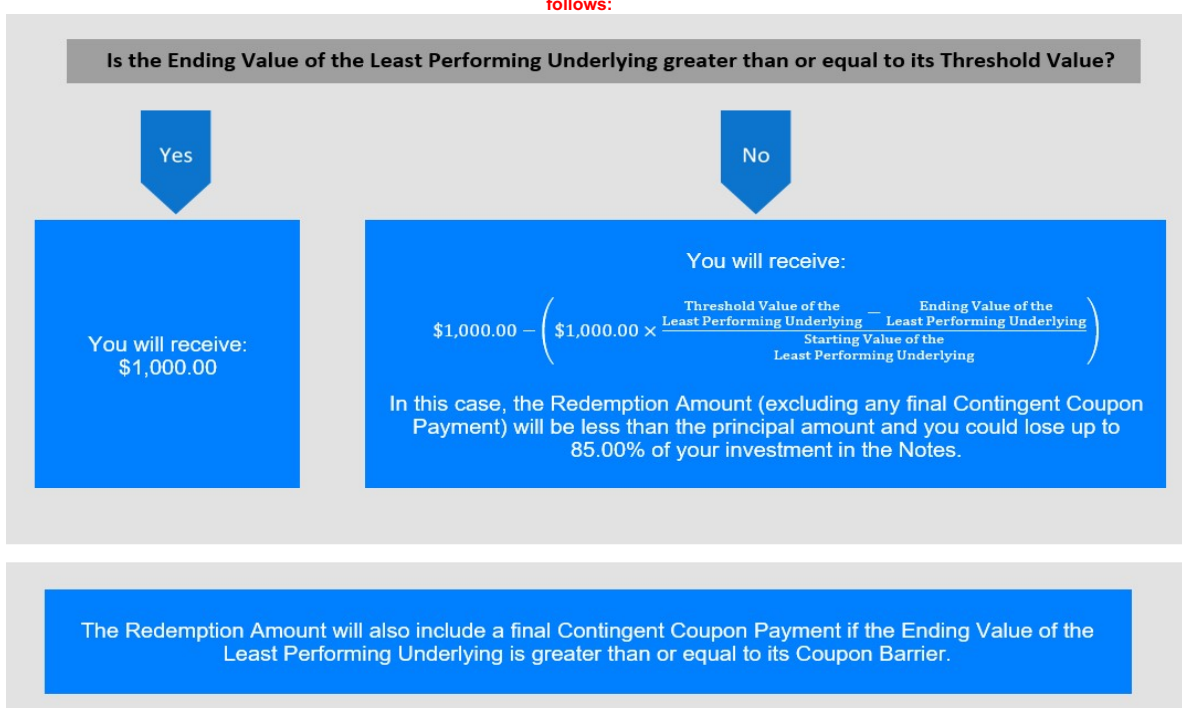 follows:
Is the Ending Value of the Least Performing Underlying greater than or equal to its Threshold Value?
Yes
No
You will receive:
$1,000.00
You will receive:
$1,000.00 − ( $1,000.00 × (Threshold Value of the Least Performing Underlying − Ending Value of the Least Performing Underlying) / Starting Value of the Least Performing Underlying )
In this case, the Redemption Amount (excluding any final Contingent Coupon
Payment) will be less than the principal amount and you could lose up to
85.00% of your investment in the Notes.
The Redemption Amount will also include a final Contingent Coupon Payment if the Ending Value of the
Least Performing Underlying is greater than or equal to its Coupon Barrier.